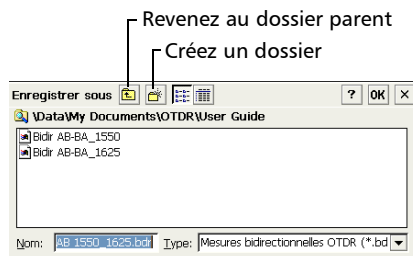 Revenez au dossier parent
Créez un dossier
Enregistrer sous ? OK ×
\Data\My Documents\OTDR\User Guide
Bidir AB-BA_1550
Bidir AB-BA_1625
Nom: AB 1550_1625.bdr Type: Mesures bidirectionnelles OTDR (*.bd